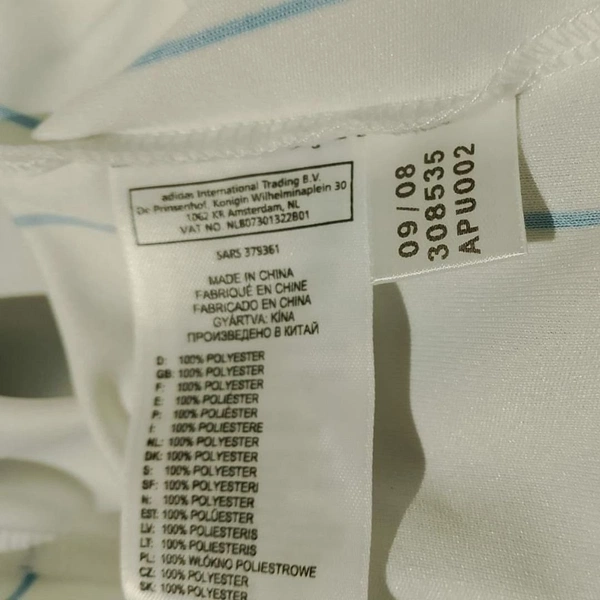 adidas International Trading B.V.
De Prinsenhof, Konigin Wilhelminaplein 30
1062 KR Amsterdam, NL
VAT NO. NL807301322B01
SARS 379361
MADE IN CHINA
FABRIQUÉ EN CHINE
FABRICADO EN CHINA
GYÁRTVA: KÍNA
ПРОИЗВЕДЕНО В КИТАЙ
D: 100% POLYESTER
GB: 100% POLYESTER
F: 100% POLYESTER
E: 100% POLIÉSTER
P: 100% POLIÉSTER
I: 100% POLIESTERE
NL: 100% POLYESTER
DK: 100% POLYESTER
S: 100% POLYESTER
SF: 100% POLYESTERI
N: 100% POLYESTER
EST: 100% POLÜESTER
LV: 100% POLIESTERIS
LT: 100% POLIESTERIS
PL: 100% WŁÓKNO POLIESTROWE
CZ: 100% POLYESTER
SK: 100% POLYESTER
09/08
308535
APU002